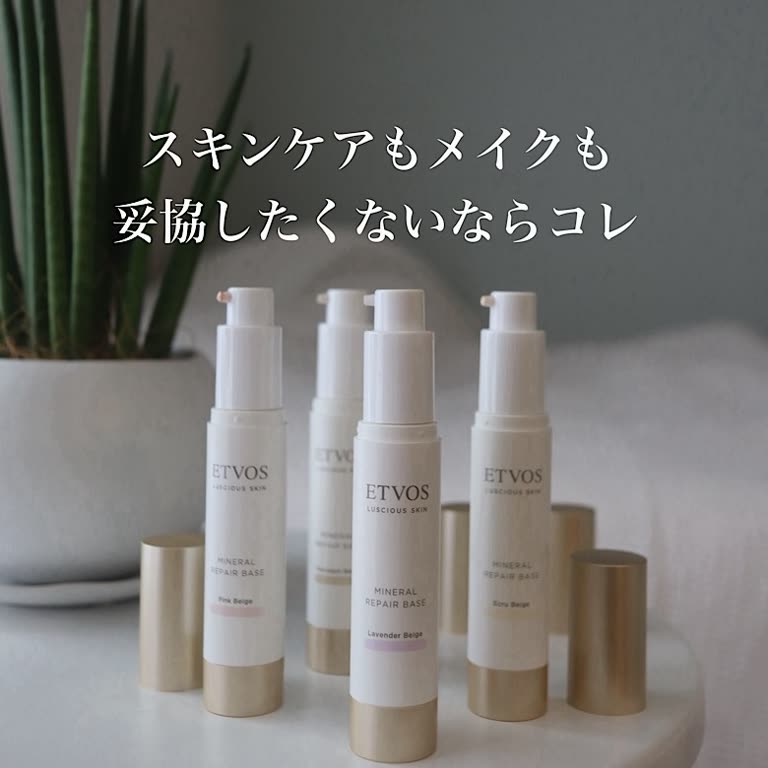 スキンケアもメイクも
妥協したくないならコレ
ETVOS
LUSCIOUS SKIN
MINERAL
REPAIR BASE
Pink Beige
ETVOS
LUSCIOUS SKIN
MINERAL
REPAIR BASE
Lavender Beige
ETVOS
LUSCIOUS SKIN
MINERAL
REPAIR BASE
Ecru Beige